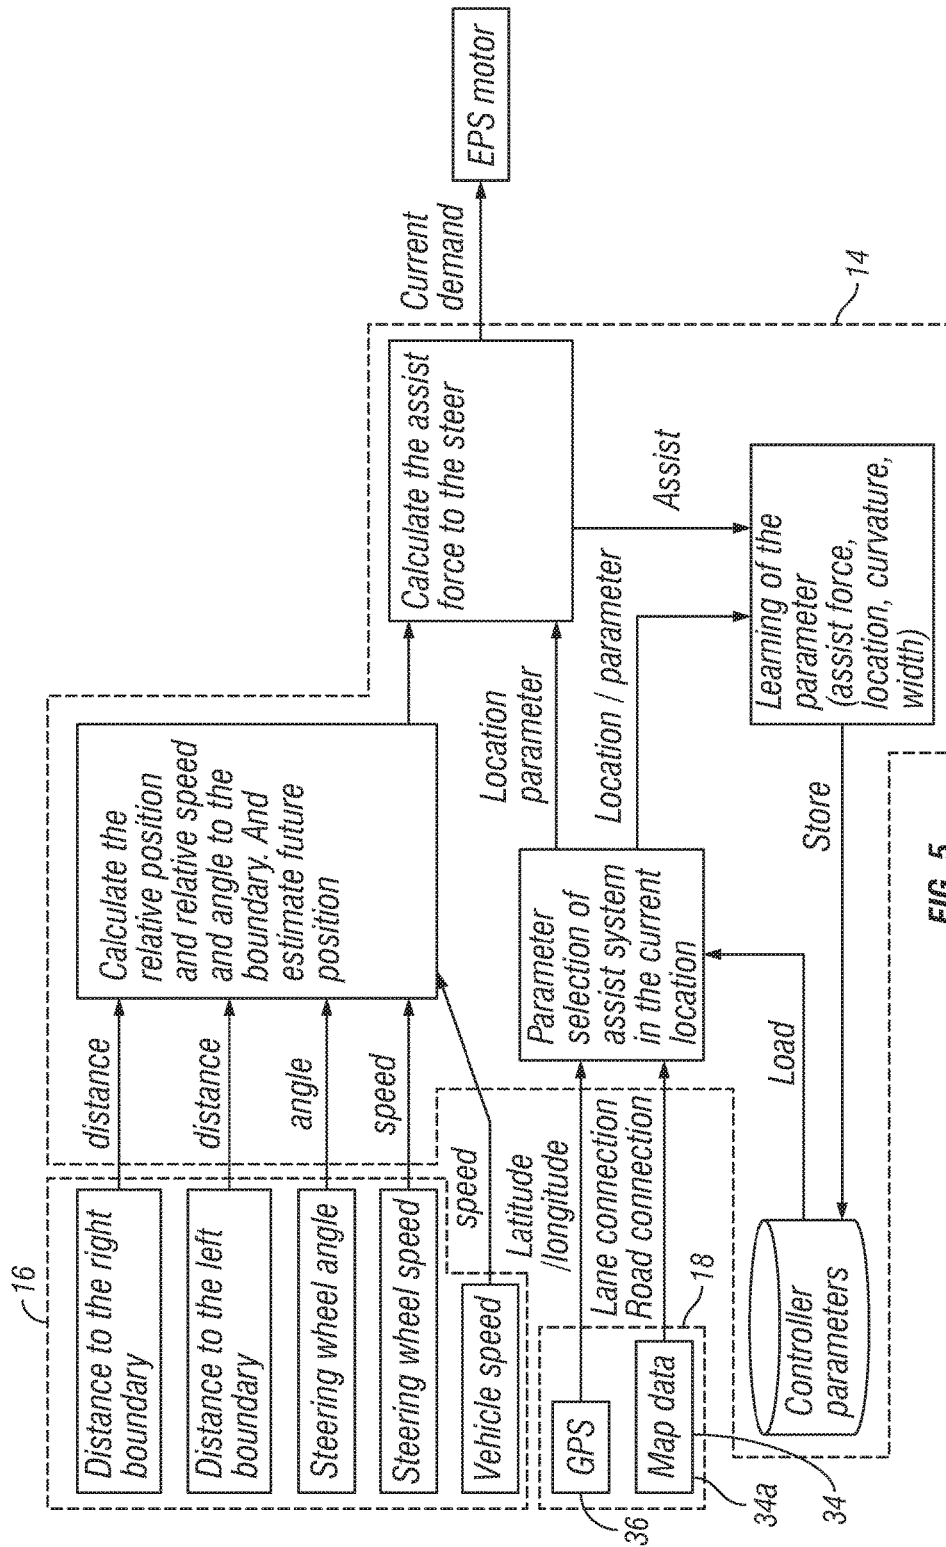 16
Distance to the right
boundary
Distance to the left
boundary
Steering wheel angle
Steering wheel speed
Vehicle speed
distance
distance
angle
speed
speed
Calculate the
relative position
and relative speed
and angle to the
boundary. And
estimate future
position
Calculate the assist
force to the steer
Current
demand
EPS motor
14
GPS
36
Map data
34a
34
18
Latitude
/longitude
Lane connection
Road connection
Parameter
selection of
assist system
in the current
location
Location
parameter
Location / parameter
Assist
Learning of the
parameter
(assist force,
location, curvature,
width)
Load
Store
Controller
parameters
FIG. 5